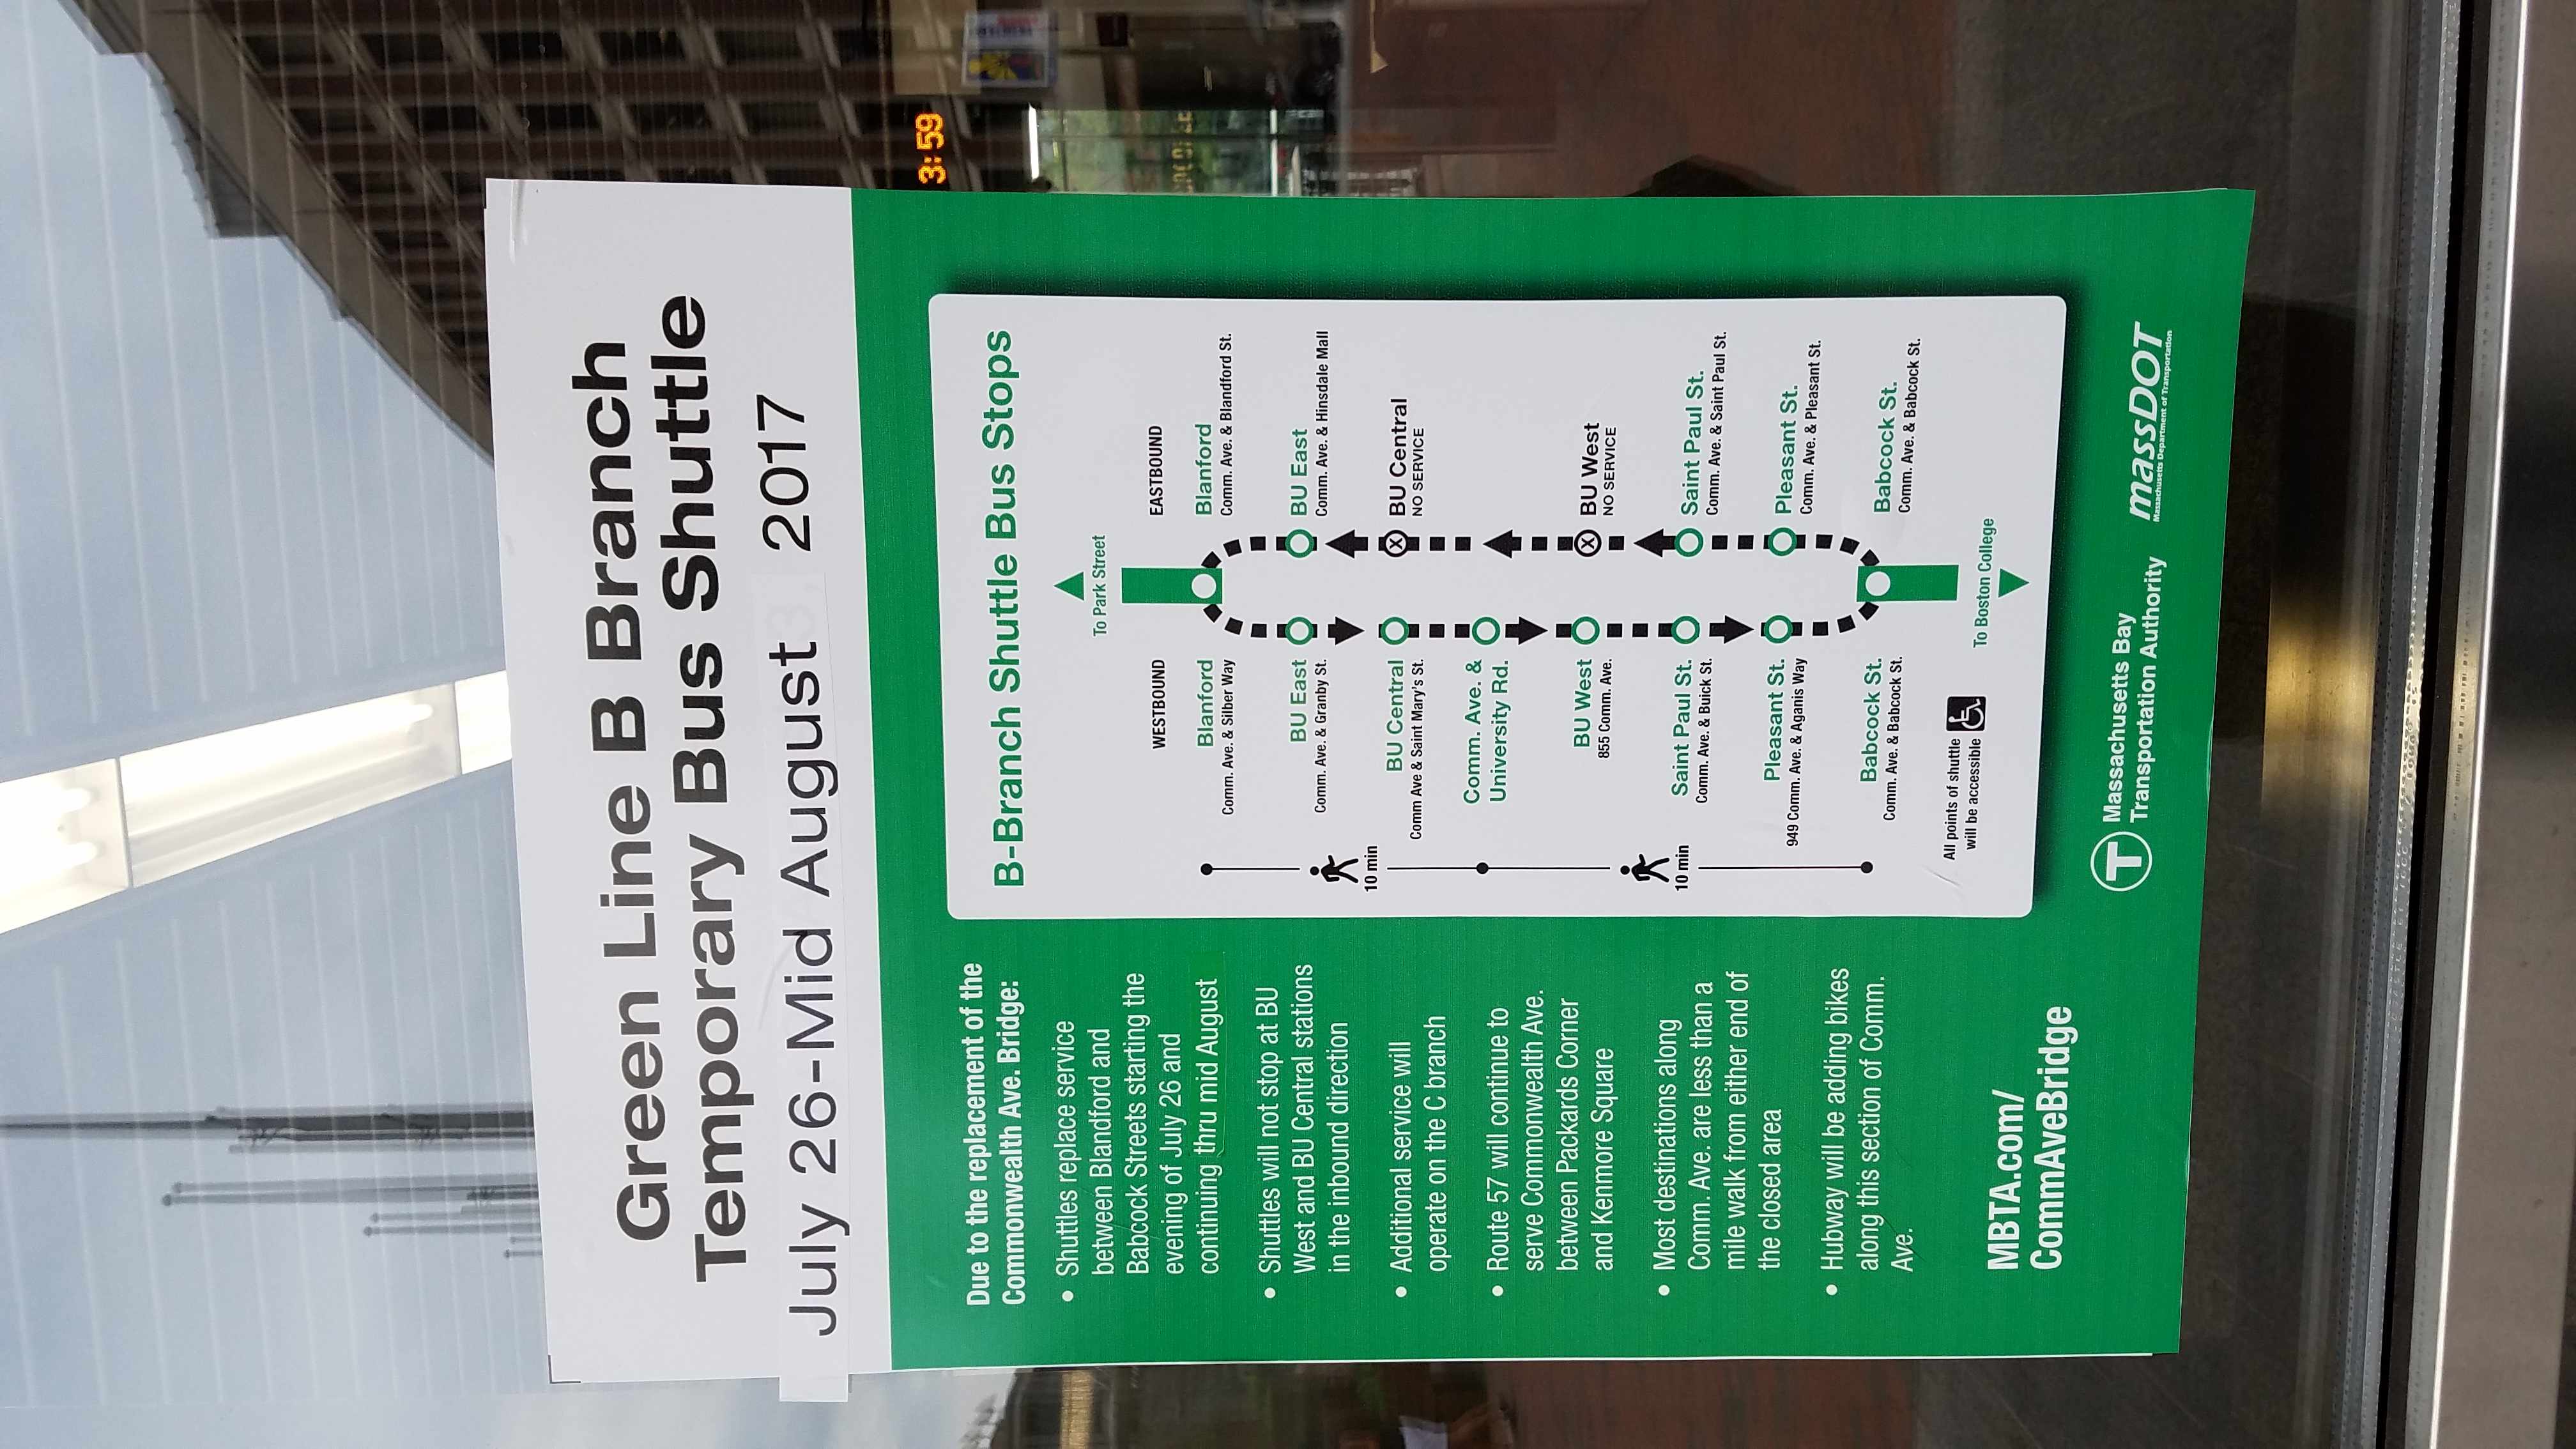 Green Line B Branch
Temporary Bus Shuttle
July 26-Mid August 2017
3:59
Due to the replacement of the
Commonwealth Ave. Bridge:
• Shuttles replace service
between Blandford and
Babcock Streets starting the
evening of July 26 and
continuing thru mid August
• Shuttles will not stop at BU
West and BU Central stations
in the inbound direction
• Additional service will
operate on the C branch
• Route 57 will continue to
serve Commonwealth Ave.
between Packards Corner
and Kenmore Square
• Most destinations along
Comm. Ave. are less than a
mile walk from either end of
the closed area
• Hubway will be adding bikes
along this section of Comm.
Ave.
MBTA.com/
CommAveBridge
B-Branch Shuttle Bus Stops
To Park Street
WESTBOUND
Blanford
Comm. Ave. & Silber Way
BU East
Comm. Ave. & Granby St.
10 min
BU Central
Comm Ave & Saint Mary's St.
Comm. Ave. &
University Rd.
BU West
855 Comm. Ave.
10 min
Saint Paul St.
Comm. Ave. & Buick St.
Pleasant St.
949 Comm. Ave. & Aganis Way
Babcock St.
Comm. Ave. & Babcock St.
EASTBOUND
Blanford
Comm. Ave. & Blandford St.
BU East
Comm. Ave. & Hinsdale Mall
X BU Central
NO SERVICE
X BU West
NO SERVICE
Saint Paul St.
Comm. Ave. & Saint Paul St.
Pleasant St.
Comm. Ave. & Pleasant St.
Babcock St.
Comm. Ave. & Babcock St.
All points of shuttle
will be accessible
To Boston College
T Massachusetts Bay
Transportation Authority
massDOT
Massachusetts Department of Transportation